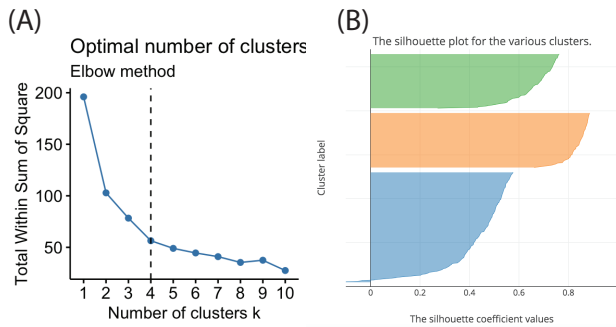 (A)
Optimal number of clusters
Elbow method
Total Within Sum of Square
200
150
100
50
1 2 3 4 5 6 7 8 9 10
Number of clusters k
(B)
The silhouette plot for the various clusters.
Cluster label
0 0.2 0.4 0.6 0.8
The silhouette coefficient values